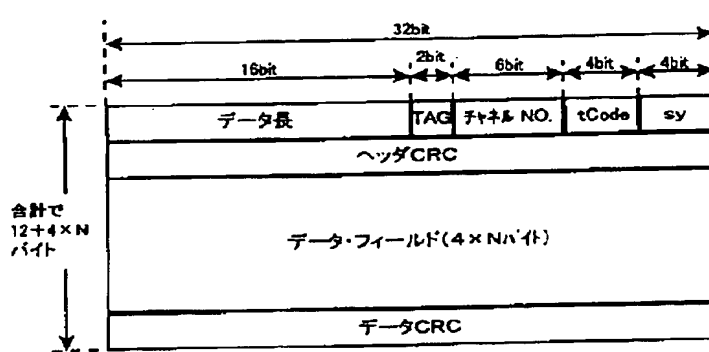 32bit
16bit
2bit
6bit
4bit
4bit
データ長
TAG
チャネル NO.
tCode
sy
ヘッダCRC
合計で
12+4×N
バイト
データ・フィールド(4×Nバイト)
データCRC